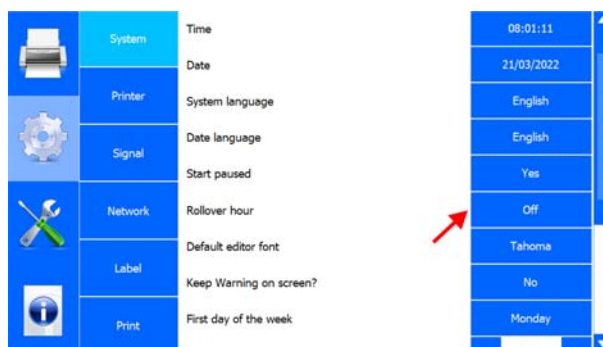 System
Printer
Signal
Network
Label
Print
Time
08:01:11
Date
21/03/2022
System language
English
Date language
English
Start paused
Yes
Rollover hour
Off
Default editor font
Tahoma
Keep Warning on screen?
No
First day of the week
Monday